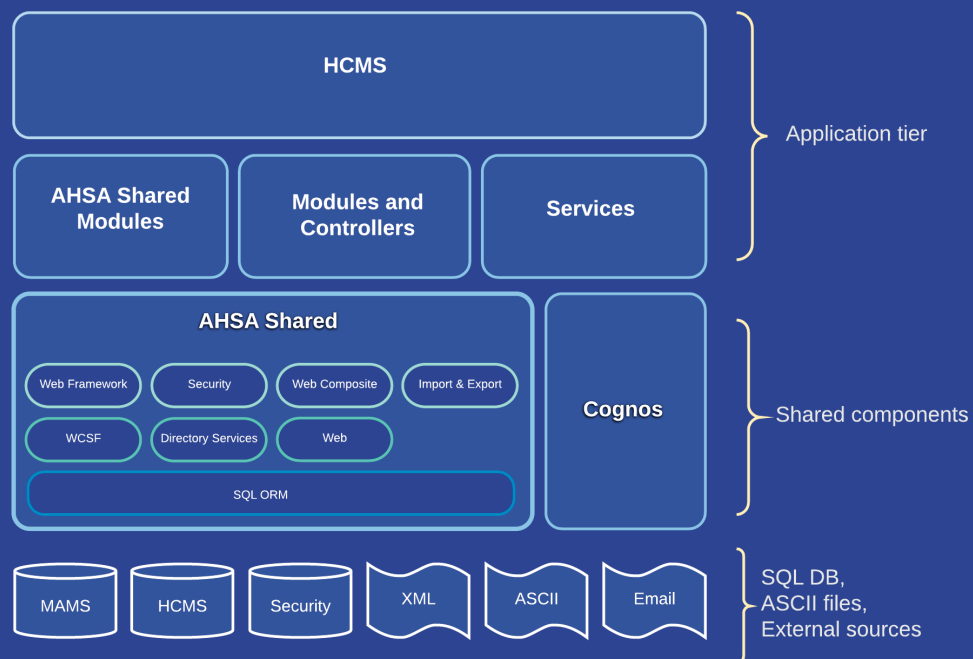 HCMS
Application tier
AHSA Shared
Modules
Modules and
Controllers
Services
AHSA Shared
Web Framework
Security
Web Composite
Import & Export
WCSF
Directory Services
Web
SQL ORM
Cognos
Shared components
MAMS
HCMS
Security
XML
ASCII
Email
SQL DB,
ASCII files,
External sources